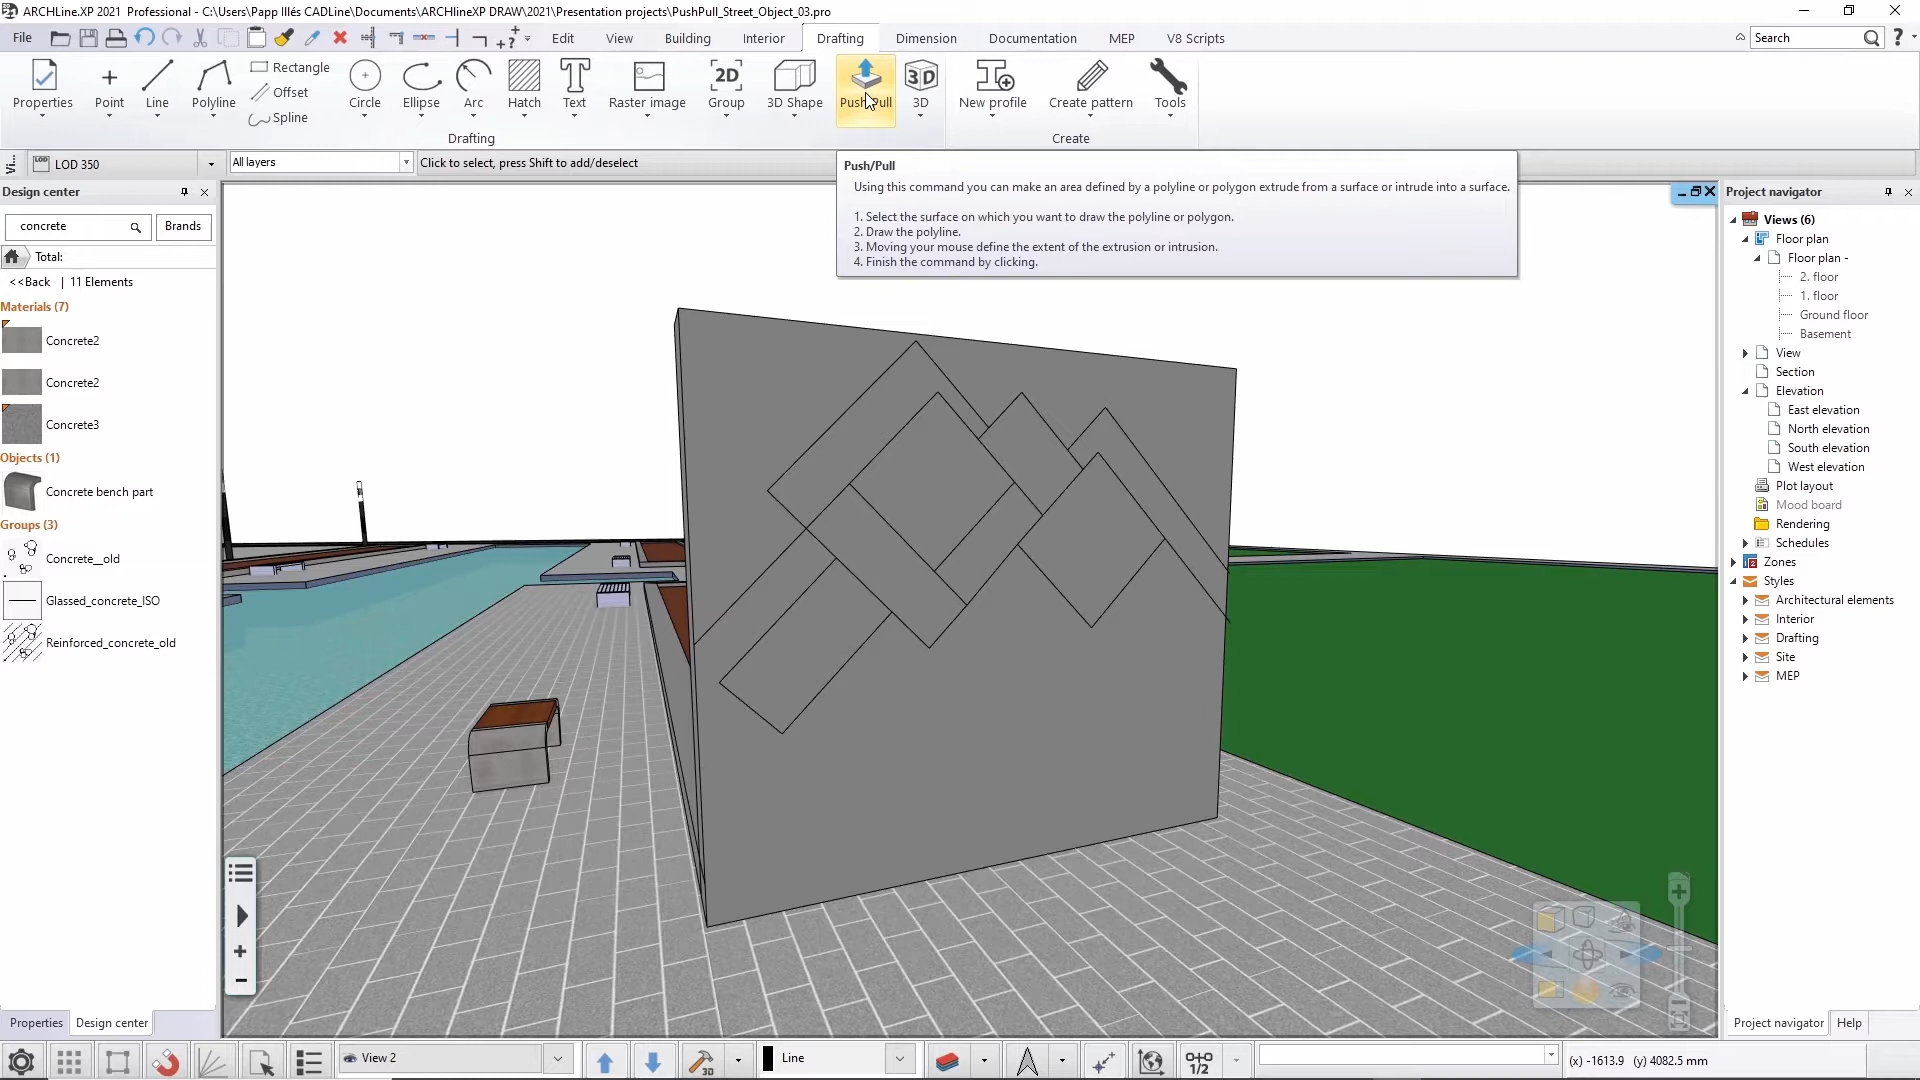 ARCHLine.XP 2021 Professional - C:\Users\Papp Illés CADLine\Documents\ARCHlineXP DRAW\2021\Presentation projects\PushPull_Street_Object_03.pro
File Edit View Building Interior Drafting Dimension Documentation MEP V8 Scripts Search
Properties Point Line Polyline Rectangle Offset Spline Circle Ellipse Arc Hatch Text Raster image 2D Group 3D Shape Push/Pull 3D 3D New profile Create pattern Tools
Drafting Create
LOD LOD 350 All layers Click to select, press Shift to add/deselect
Push/Pull
Using this command you can make an area defined by a polyline or polygon extrude from a surface or intrude into a surface.
1. Select the surface on which you want to draw the polyline or polygon.
2. Draw the polyline.
3. Moving your mouse define the extent of the extrusion or intrusion.
4. Finish the command by clicking.
Design center
concrete Brands
Total:
<<Back | 11 Elements
Materials (7)
Concrete2
Concrete2
Concrete3
Objects (1)
Concrete bench part
Groups (3)
Concrete__old
Glassed_concrete_ISO
Reinforced_concrete_old
Properties Design center
Project navigator
Views (6)
Floor plan
Floor plan -
2. floor
1. floor
Ground floor
Basement
View
Section
Elevation
East elevation
North elevation
South elevation
West elevation
Plot layout
Mood board
Rendering
Schedules
Zones
Styles
Architectural elements
Interior
Drafting
Site
MEP
Project navigator Help
View 2 3D Line 1/2 (x) -1613.9 (y) 4082.5 mm